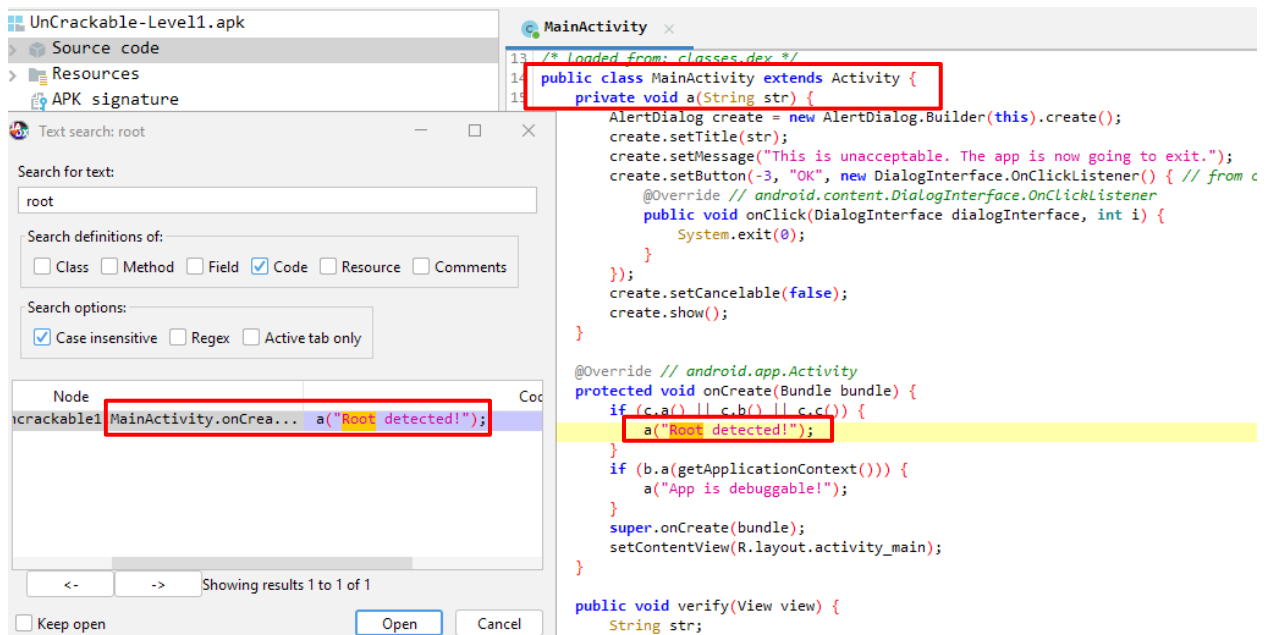 UnCrackable-Level1.apk
Source code
Resources
APK signature
Text search: root
Search for text:
root
Search definitions of:
Class Method Field Code Resource Comments
Search options:
Case insensitive Regex Active tab only
Node
MainActivity.onCrea... a("Root detected!");
<- -> Showing results 1 to 1 of 1
Keep open Open Cancel
MainActivity
13 /* loaded from: classes.dex */
14 public class MainActivity extends Activity {
15 private void a(String str) {
AlertDialog create = new AlertDialog.Builder(this).create();
create.setTitle(str);
create.setMessage("This is unacceptable. The app is now going to exit.");
create.setButton(-3, "OK", new DialogInterface.OnClickListener() { // from
@Override // android.content.DialogInterface.OnClickListener
public void onClick(DialogInterface dialogInterface, int i) {
System.exit(0);
}
});
create.setCancelable(false);
create.show();
}
@Override // android.app.Activity
protected void onCreate(Bundle bundle) {
if (c.a() || c.b() || c.c()) {
a("Root detected!");
}
if (b.a(getApplicationContext())) {
a("App is debuggable!");
}
super.onCreate(bundle);
setContentView(R.layout.activity_main);
}
public void verify(View view) {
String str;